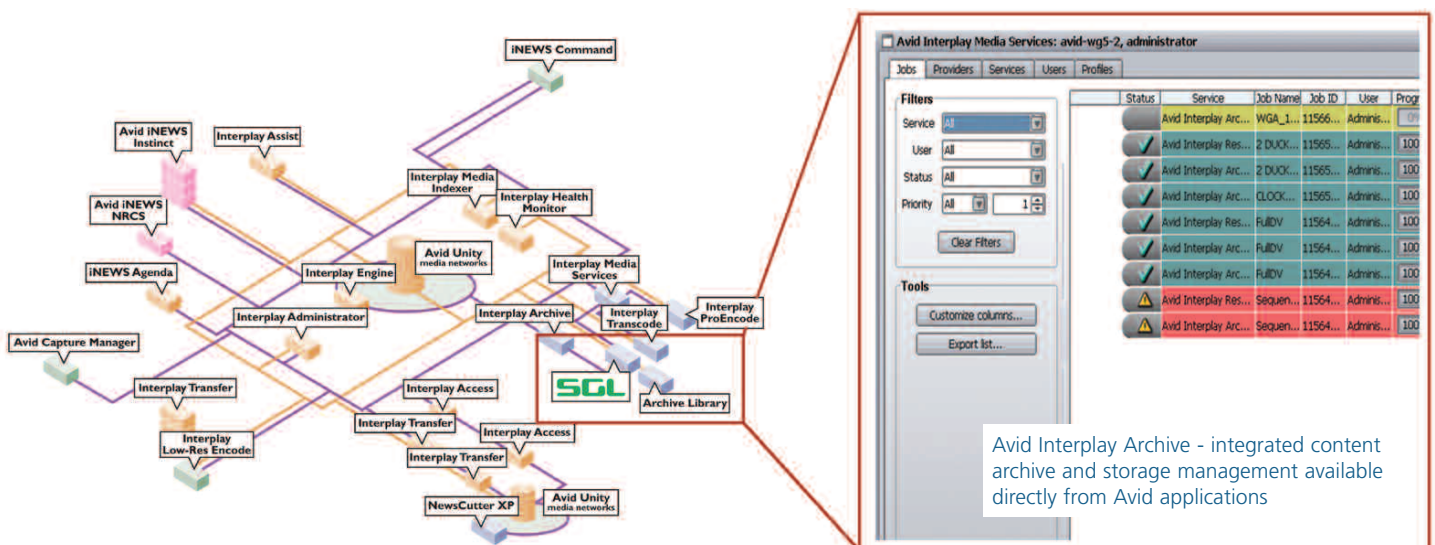 iNEWS Command
Avid iNEWS
Instinct
Interplay Assist
Interplay Media
Indexer
Interplay Health
Monitor
Avid iNEWS
NRCS
Avid Unity
media networks
iNEWS Agenda
Interplay Engine
Interplay Media
Services
Interplay
ProEncode
Interplay Administrator
Interplay Archive
Interplay
Transcode
Avid Capture Manager
SGL
Archive Library
Interplay Transfer
Interplay Access
Interplay Transfer
Interplay Access
Interplay
Low-Res Encode
Interplay Transfer
NewsCutter XP
Avid Unity
media networks
Avid Interplay Media Services: avid-wg5-2, administrator
Jobs Providers Services Users Profiles
Filters
Service All
User All
Status All
Priority All 1
Clear Filters
Tools
Customize columns...
Export list...
Status Service Job Name Job ID User Progr
Avid Interplay Arc... WGA_1... 11566... Adminis... 0%
Avid Interplay Res... 2 DUCK... 11565... Adminis... 100
Avid Interplay Arc... 2 DUCK... 11565... Adminis... 100
Avid Interplay Arc... CLOCK... 11565... Adminis... 100
Avid Interplay Res... FullDV 11564... Adminis... 100
Avid Interplay Arc... FullDV 11564... Adminis... 100
Avid Interplay Arc... FullDV 11564... Adminis... 100
Avid Interplay Res... Sequen... 11564... Adminis... 100
Avid Interplay Arc... Sequen... 11564... Adminis... 100
Avid Interplay Archive - integrated content
archive and storage management available
directly from Avid applications